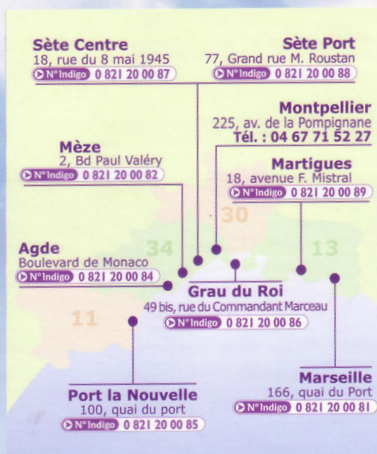 Sète Centre
18, rue du 8 mai 1945
N°Indigo 0 821 20 00 87
Sète Port
77, Grand rue M. Roustan
N°Indigo 0 821 20 00 88
Montpellier
225, av. de la Pompignane
Tél. : 04 67 71 52 27
Mèze
2, Bd Paul Valéry
N°Indigo 0 821 20 00 82
Martigues
18, avenue F. Mistral
N°Indigo 0 821 20 00 89
30
34
13
Agde
Boulevard de Monaco
N°Indigo 0 821 20 00 84
Grau du Roi
49 bis, rue du Commandant Marceau
N°Indigo 0 821 20 00 86
11
Marseille
166, quai du Port
N°Indigo 0 821 20 00 81
Port la Nouvelle
100, quai du port
N°Indigo 0 821 20 00 85